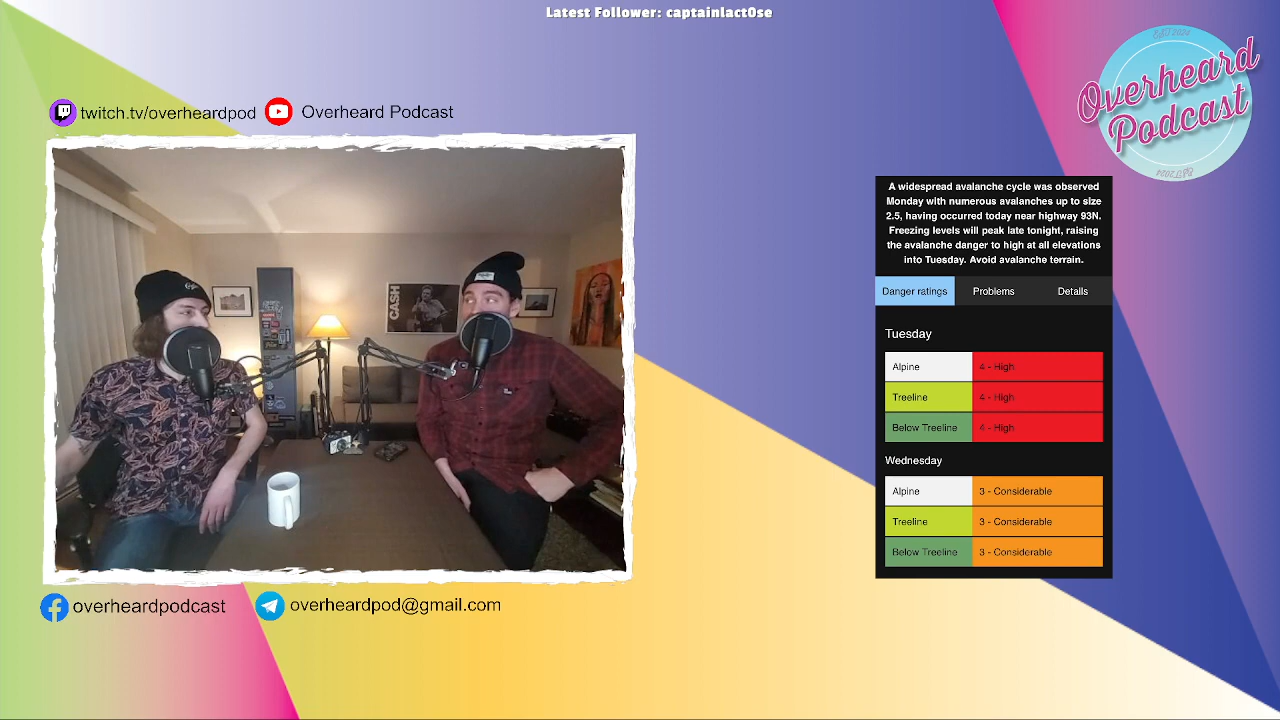 Latest Follower: captainlact0se
Overheard
Podcast
twitch.tv/overheardpod
Overheard Podcast
CASH
A widespread avalanche cycle was observed
Monday with numerous avalanches up to size
2.5, having occurred today near highway 93N.
Freezing levels will peak late tonight, raising
the avalanche danger to high at all elevations
into Tuesday. Avoid avalanche terrain.
Danger ratings Problems Details
Tuesday
Alpine 4 - High
Treeline 4 - High
Below Treeline 4 - High
Wednesday
Alpine 3 - Considerable
Treeline 3 - Considerable
Below Treeline 3 - Considerable
overheardpodcast
overheardpod@gmail.com